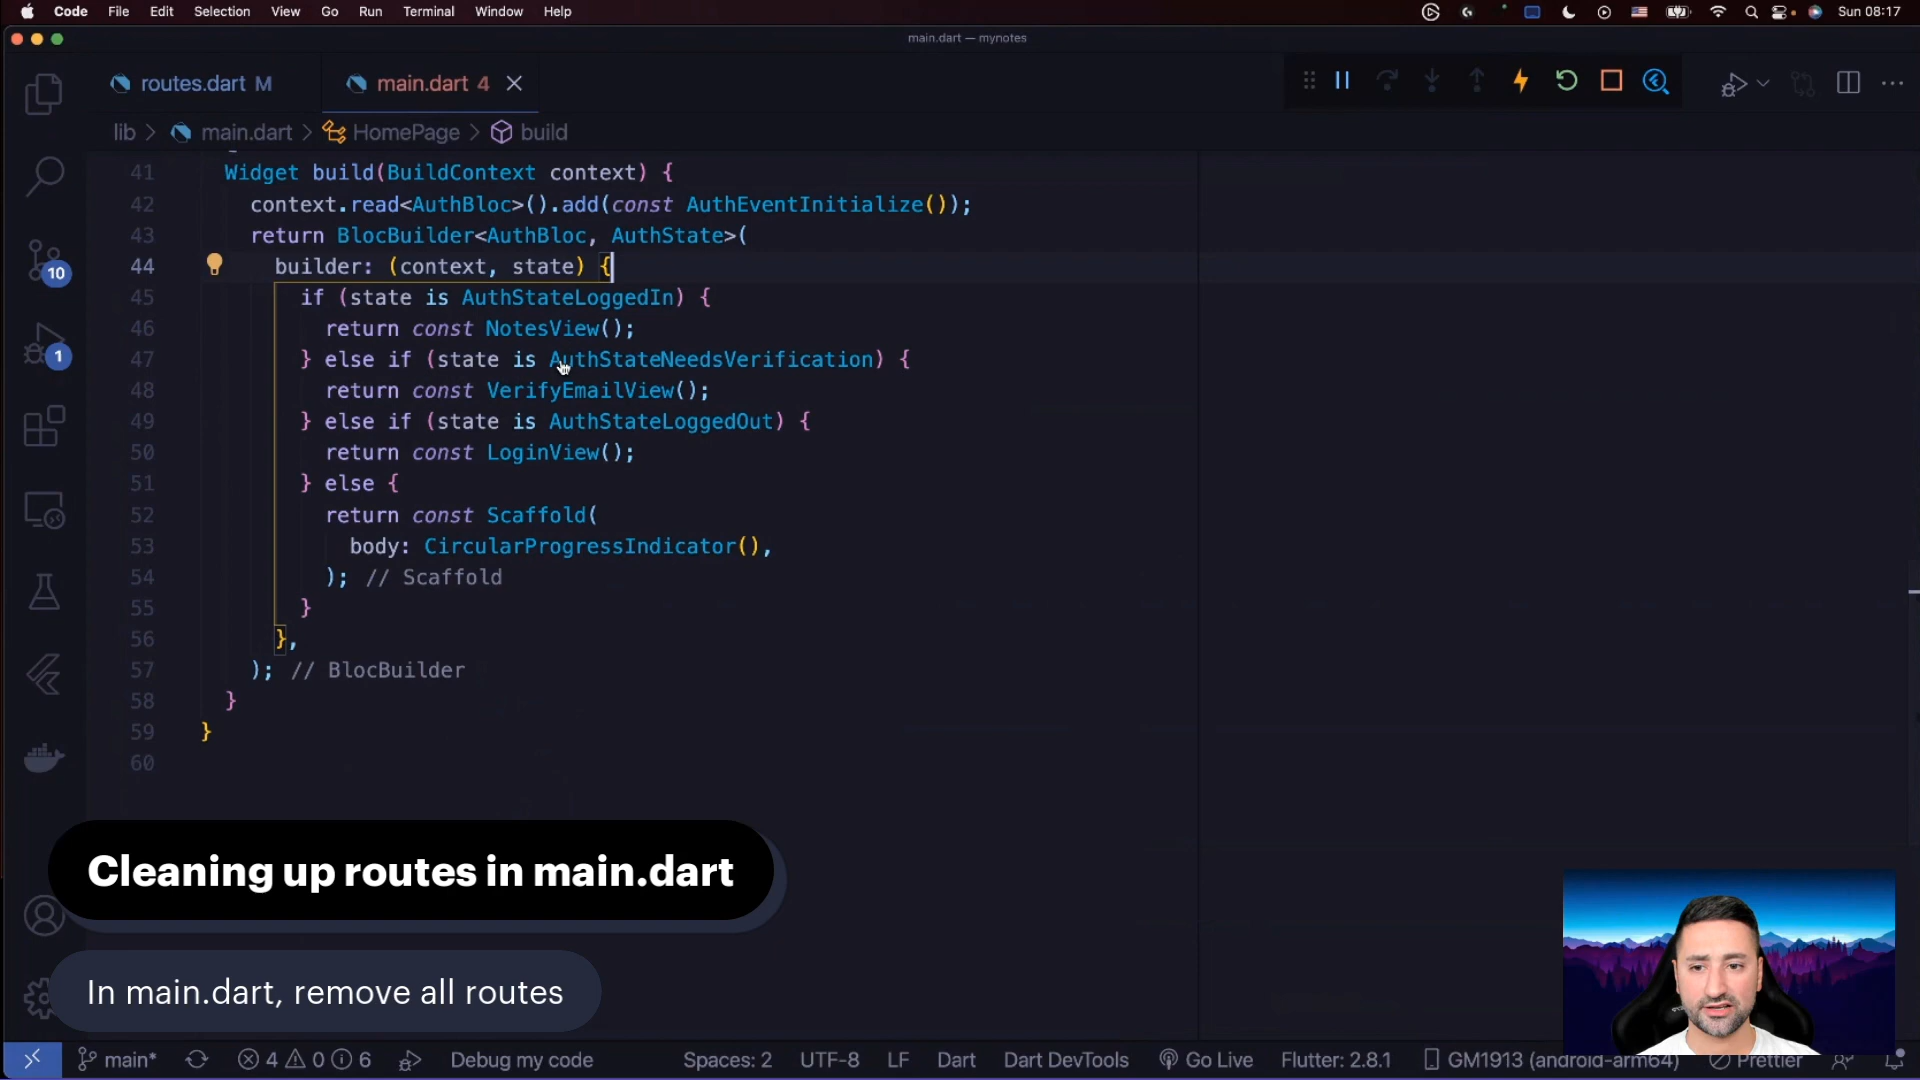 Code File Edit Selection View Go Run Terminal Window Help Sun 08:17
main.dart — mynotes
routes.dart M main.dart 4
lib > main.dart > HomePage > build
41 Widget build(BuildContext context) {
42 context.read<AuthBloc>().add(const AuthEventInitialize());
43 return BlocBuilder<AuthBloc, AuthState>(
44 builder: (context, state) {
45 if (state is AuthStateLoggedIn) {
46 return const NotesView();
47 } else if (state is AuthStateNeedsVerification) {
48 return const VerifyEmailView();
49 } else if (state is AuthStateLoggedOut) {
50 return const LoginView();
51 } else {
52 return const Scaffold(
53 body: CircularProgressIndicator(),
54 ); // Scaffold
55 }
56 },
57 ); // BlocBuilder
58 }
59 }
60
10
1
Cleaning up routes in main.dart
In main.dart, remove all routes
main* 4 0 6 Debug my code Spaces: 2 UTF-8 LF Dart Dart DevTools Go Live Flutter: 2.8.1 GM1913 (android-arm64) Prettier